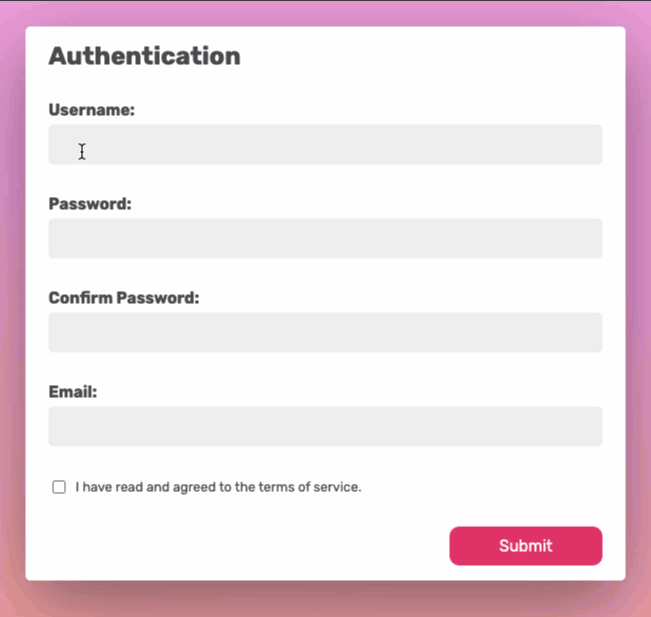 Authentication
Username:
Password:
Confirm Password:
Email:
I have read and agreed to the terms of service.
Submit